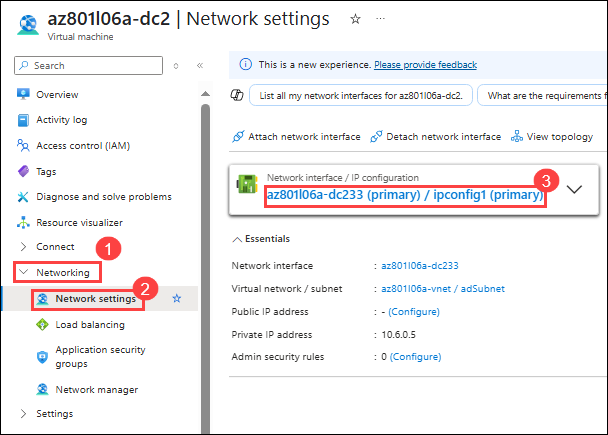 az801l06a-dc2 | Network settings
Virtual machine
Search
Overview
Activity log
Access control (IAM)
Tags
Diagnose and solve problems
Resource visualizer
Connect
1
Networking
Network settings
2
Load balancing
Application security
groups
Network manager
Settings
This is a new experience. Please provide feedback
List all my network interfaces for az801l06a-dc2.
What are the requirements f
Attach network interface
Detach network interface
View topology
Network interface / IP configuration
3
az801l06a-dc233 (primary) / ipconfig1 (primary)
Essentials
Network interface : az801l06a-dc233
Virtual network / subnet : az801l06a-vnet / adSubnet
Public IP address : - (Configure)
Private IP address : 10.6.0.5
Admin security rules : 0 (Configure)